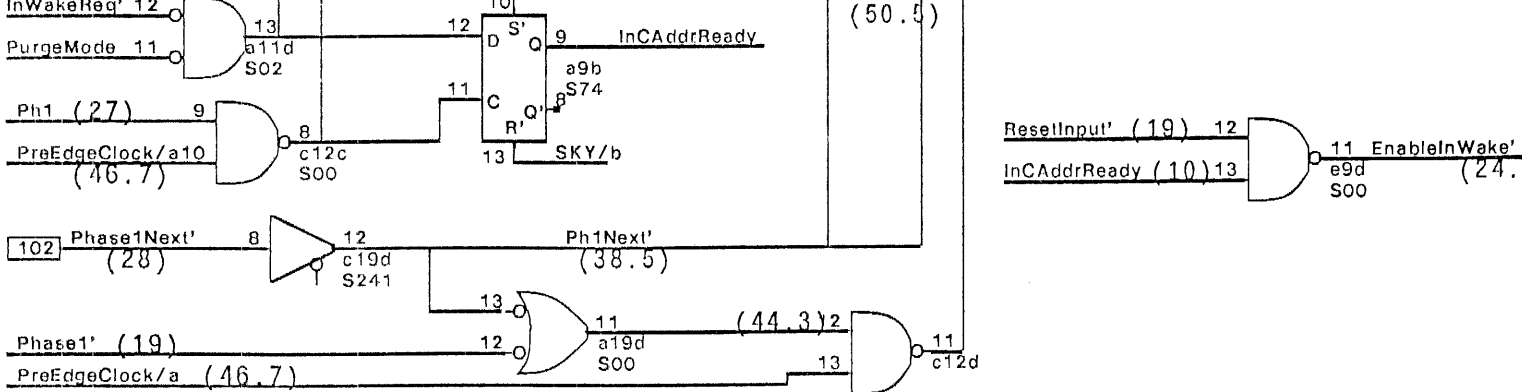 InWakeReq' 12
PurgeMode 11
13
a11d
S02
12 D
10
S'
Q 9 InCAddrReady
a9b
S74
11 C
Q' 8
R'
13 SKY/b
(50.5)
Ph1 (27) 9
PreEdgeClock/a10
(46.7)
8
c12c
S00
ResetInput' (19) 12
InCAddrReady (10) 13
11 EnableInWake'
e9d
S00
(24.
102 Phase1Next' 8
(28)
12
c19d
S241
Ph1Next'
(38.5)
13
Phase1' (19) 12
11
a19d
S00
(44.3) 2
PreEdgeClock/a (46.7)
13
11
c12d